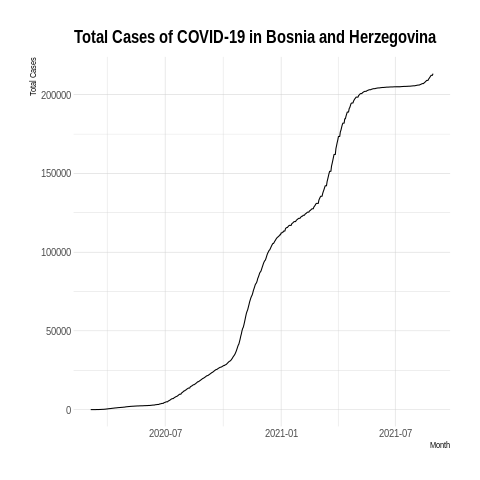 Total Cases of COVID-19 in Bosnia and Herzegovina
Total Cases
200000
150000
100000
50000
0
2020-07 2021-01 2021-07
Month